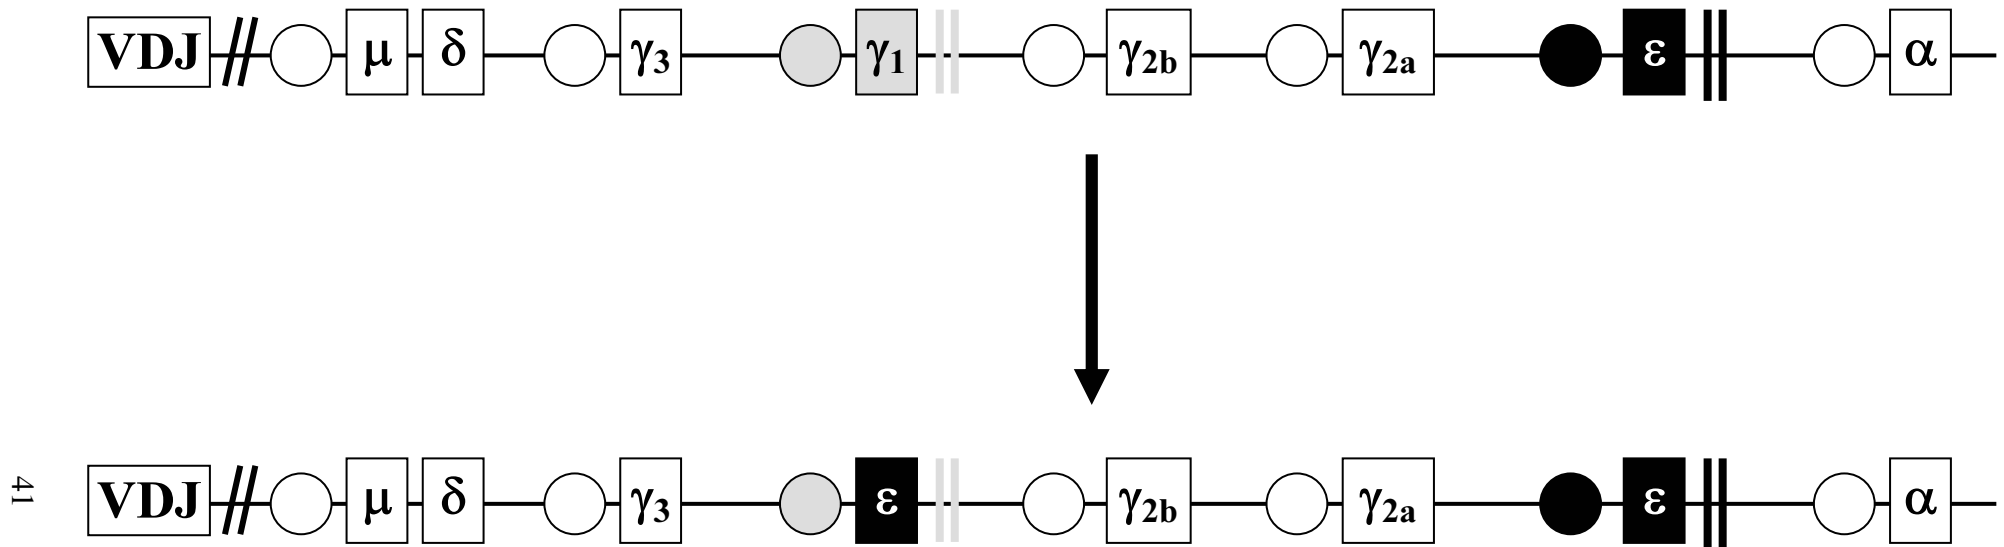 VDJ μ δ γ3 γ1 γ2b γ2a ε α
VDJ μ δ γ3 ε γ2b γ2a ε α
41